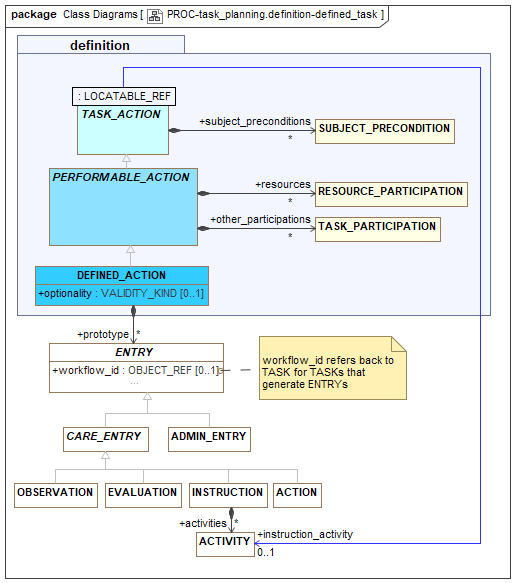 package Class Diagrams [ PROC-task_planning.definition-defined_task ]
definition
: LOCATABLE_REF
TASK_ACTION
+subject_preconditions
*
SUBJECT_PRECONDITION
PERFORMABLE_ACTION
+resources
*
RESOURCE_PARTICIPATION
+other_participations
*
TASK_PARTICIPATION
DEFINED_ACTION
+optionality : VALIDITY_KIND [0..1]
+prototype *
ENTRY
+workflow_id : OBJECT_REF [0..1]
...
workflow_id refers back to
TASK for TASKs that
generate ENTRYs
CARE_ENTRY
ADMIN_ENTRY
OBSERVATION
EVALUATION
INSTRUCTION
ACTION
+activities *
+instruction_activity
ACTIVITY
0..1